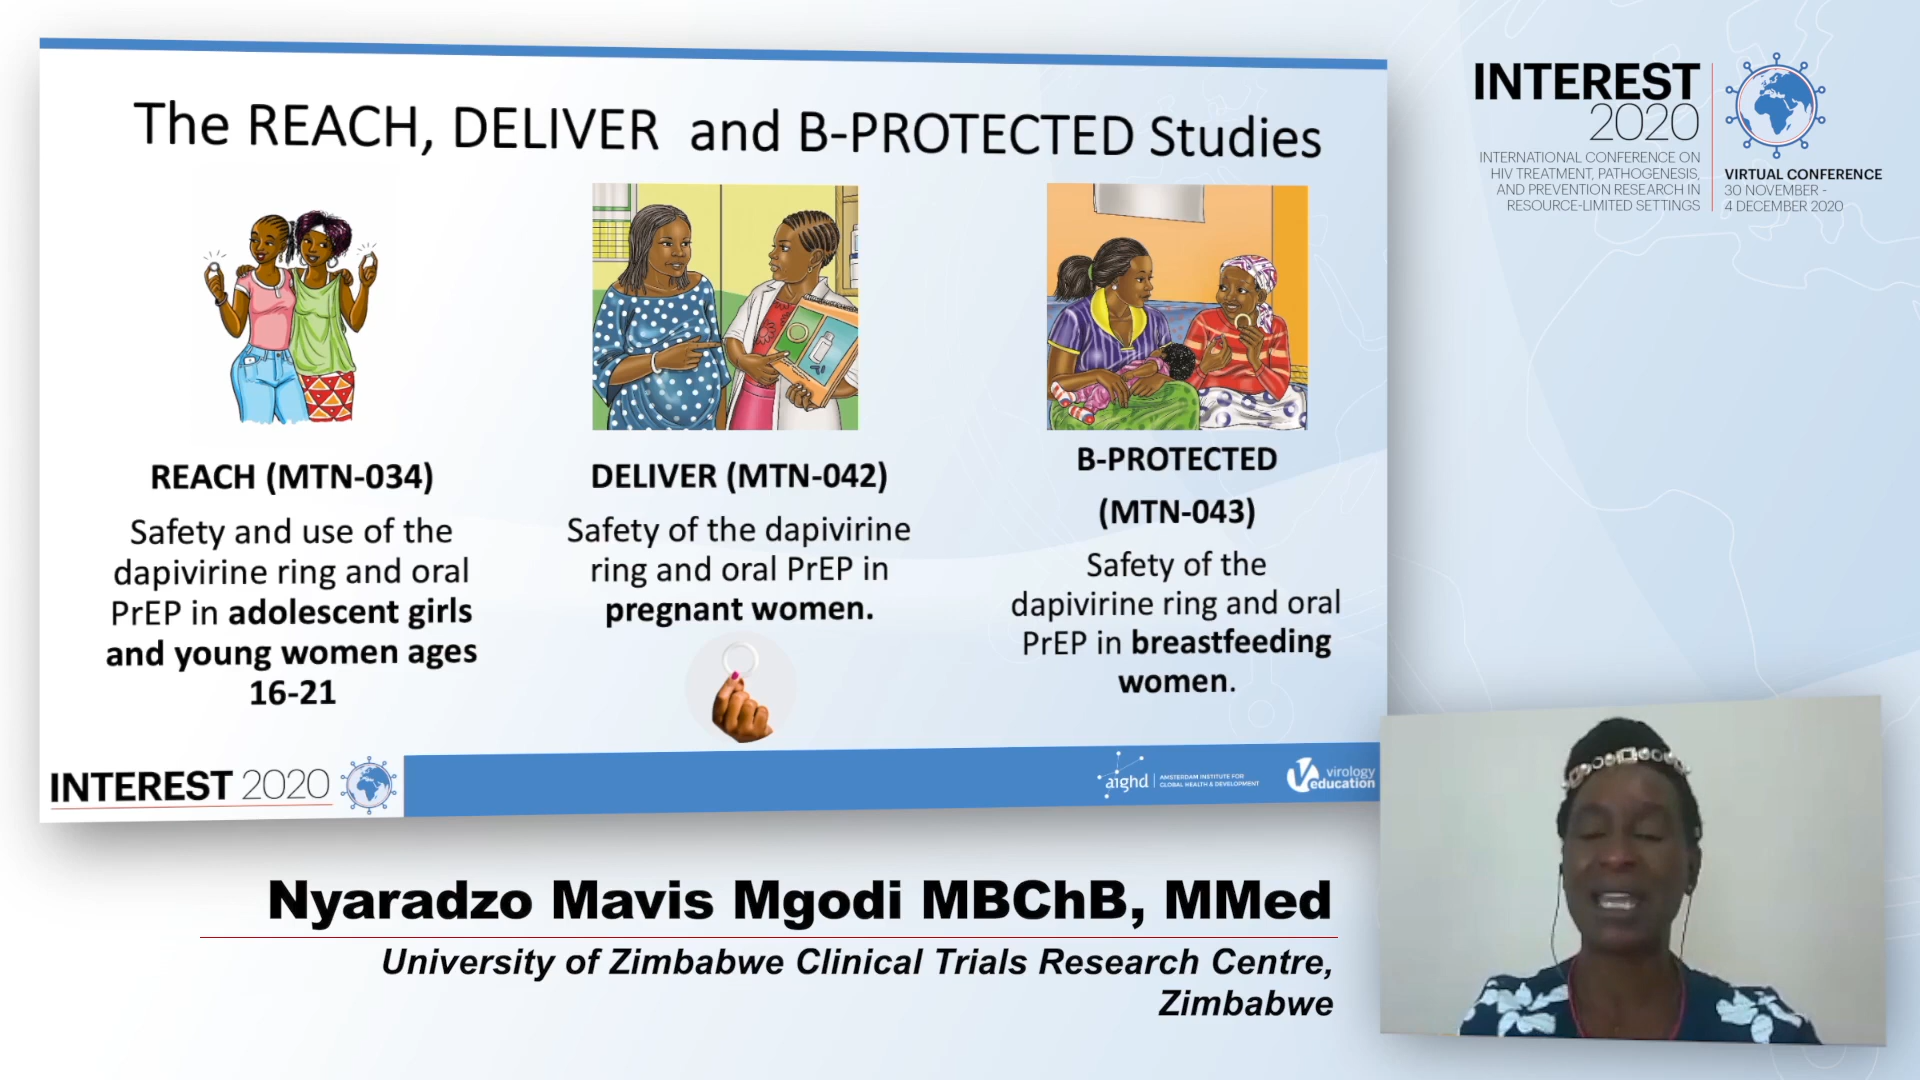 The REACH, DELIVER and B-PROTECTED Studies
REACH (MTN-034)
Safety and use of the
dapivirine ring and oral
PrEP in adolescent girls
and young women ages
16-21
DELIVER (MTN-042)
Safety of the dapivirine
ring and oral PrEP in
pregnant women.
B-PROTECTED
(MTN-043)
Safety of the
dapivirine ring and oral
PrEP in breastfeeding
women.
INTEREST 2020
aighd
AMSTERDAM INSTITUTE FOR
GLOBAL HEALTH & DEVELOPMENT
virology
education
INTEREST
2020
INTERNATIONAL CONFERENCE ON
HIV TREATMENT, PATHOGENESIS,
AND PREVENTION RESEARCH IN
RESOURCE-LIMITED SETTINGS
VIRTUAL CONFERENCE
30 NOVEMBER -
4 DECEMBER 2020
Nyaradzo Mavis Mgodi MBChB, MMed
University of Zimbabwe Clinical Trials Research Centre,
Zimbabwe